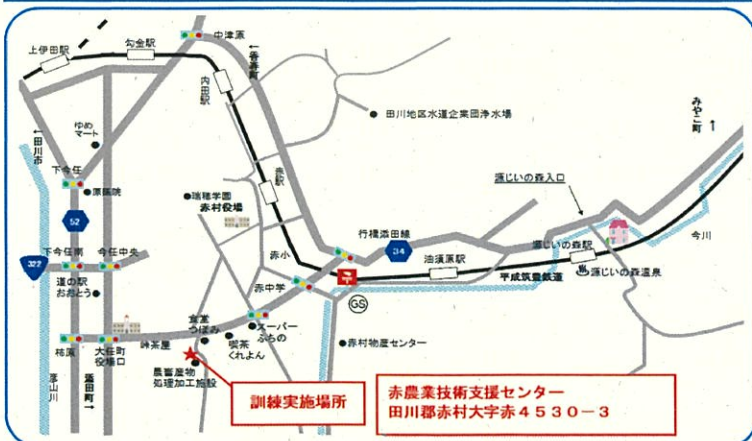 中津原
勾金駅
上伊田駅
↑香春町
内田駅
みやこ町→
田川地区水道企業団浄水場
ゆめマート
↑田川市
下今任
原医院
源じいの森入口
瑞穂学園
赤村役場
赤駅
52
行橋添田線
34
今川
322
下今任南
今任中央
赤小
油須原駅
源じいの森駅
道の駅
おおとう
赤中学
平成筑豊鉄道
源じいの森温泉
GS
スーパー
ふちの
食堂
つぼみ
喫茶
くれよん
赤村物産センター
柿原
大任町
役場口
峠茶屋
農畜産物
処理加工施設
彦山川
添田町→
訓練実施場所
赤農業技術支援センター
田川郡赤村大字赤4530-3